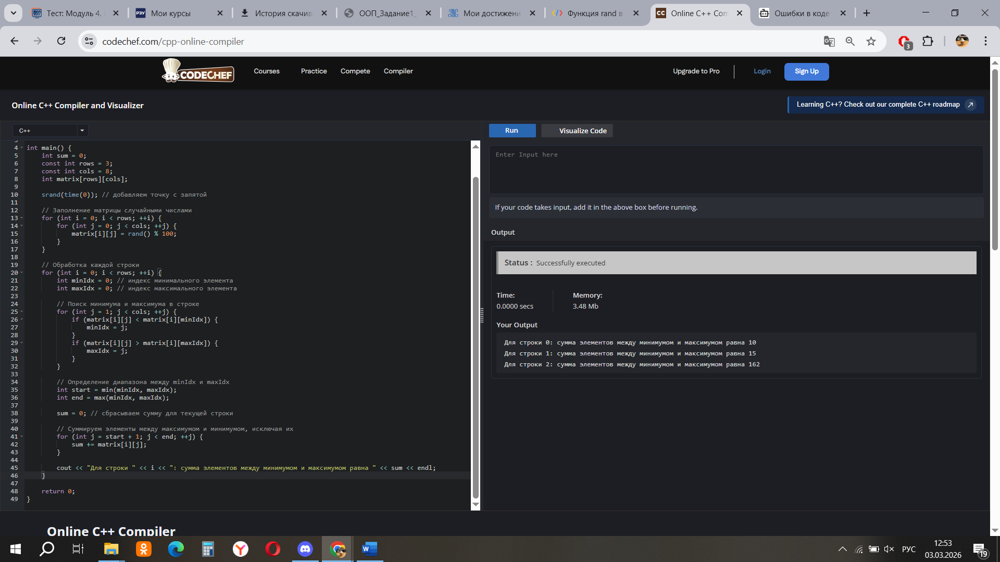 Тест: Модуль 4.
Мои курсы
История скачив
ООП_Задание1_
Мои достижени
Функция rand в
Online C++ Com
Ошибки в коде
codechef.com/cpp-online-compiler
3
CODECHEF
Courses
Practice
Compete
Compiler
Upgrade to Pro
Login
Sign Up
Online C++ Compiler and Visualizer
Learning C++? Check out our complete C++ roadmap
C++
Run
Visualize Code
4 int main() {
5 int sum = 0;
6 const int rows = 3;
7 const int cols = 8;
8 int matrix[rows][cols];
9
10 srand(time(0)); // добавляем точку с запятой
11
12 // Заполнение матрицы случайными числами
13 for (int i = 0; i < rows; ++i) {
14 for (int j = 0; j < cols; ++j) {
15 matrix[i][j] = rand() % 100;
16 }
17 }
18
19 // Обработка каждой строки
20 for (int i = 0; i < rows; ++i) {
21 int minIdx = 0; // индекс минимального элемента
22 int maxIdx = 0; // индекс максимального элемента
23
24 // Поиск минимума и максимума в строке
25 for (int j = 1; j < cols; ++j) {
26 if (matrix[i][j] < matrix[i][minIdx]) {
27 minIdx = j;
28 }
29 if (matrix[i][j] > matrix[i][maxIdx]) {
30 maxIdx = j;
31 }
32 }
33
34 // Определение диапазона между minIdx и maxIdx
35 int start = min(minIdx, maxIdx);
36 int end = max(minIdx, maxIdx);
37
38 sum = 0; // сбрасываем сумму для текущей строки
39
40 // Суммируем элементы между максимумом и минимумом, исключая их
41 for (int j = start + 1; j < end; ++j) {
42 sum += matrix[i][j];
43 }
44
45 cout << "Для строки " << i << ": сумма элементов между минимумом и максимумом равна " << sum << endl;
46 }
47
48 return 0;
49 }
Enter Input here
If your code takes input, add it in the above box before running.
Output
Status : Successfully executed
Time:
0.0000 secs
Memory:
3.48 Mb
Your Output
Для строки 0: сумма элементов между минимумом и максимумом равна 10
Для строки 1: сумма элементов между минимумом и максимумом равна 15
Для строки 2: сумма элементов между минимумом и максимумом равна 162
Online C++ Compiler
РУС
12:53
03.03.2026
19